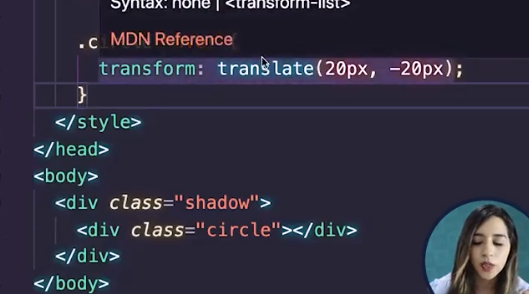 Syntax: none | <transform-list>
MDN Reference
transform: translate(20px, -20px);
}
</style>
</head>
<body>
<div class="shadow">
<div class="circle"></div>
</div>
</body>